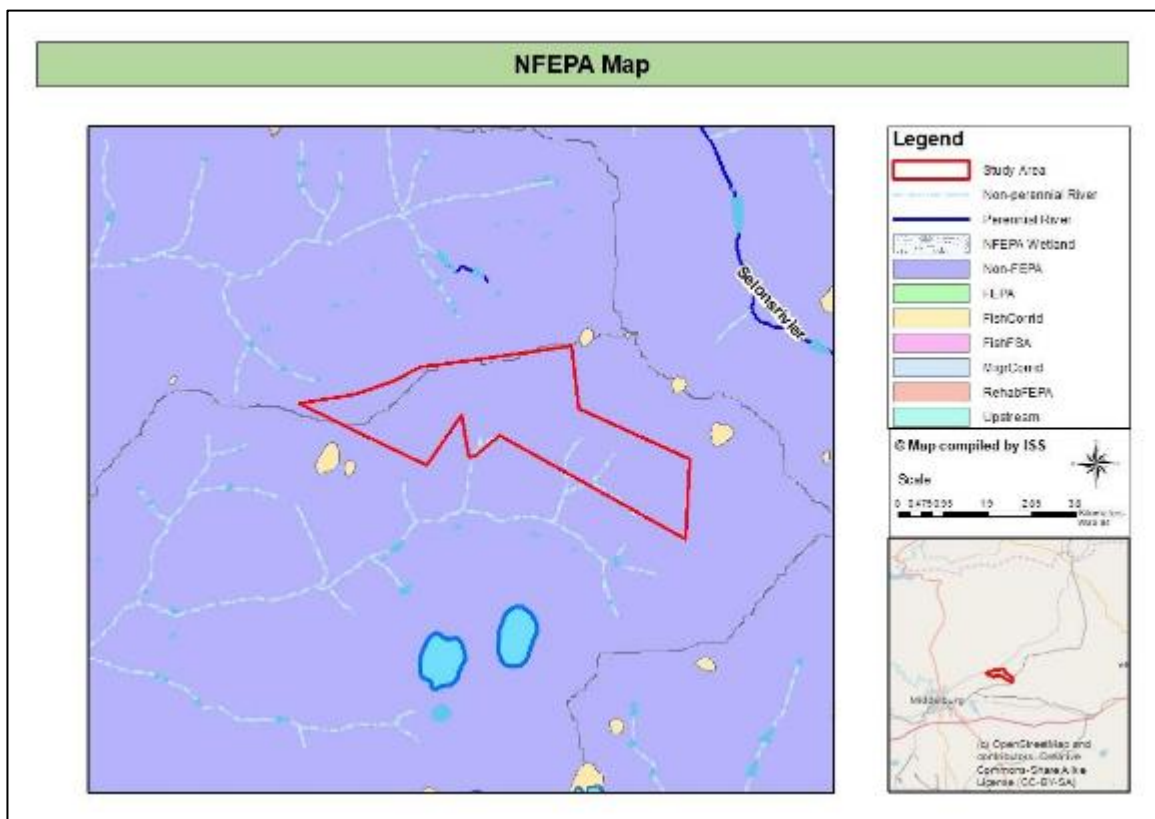 NFEPA Map
Selonsrivier
Legend
Study Area
Non-perennial River
Perennial River
NFEPA Wetland
Non-FEPA
FEPA
FishCorrid
FishFSA
MigrCorrid
RehabFEPA
Upstream
© Map compiled by ISS
Scale
Kilometers
Middelburg
(c) OpenStreetMap and
contributors, Creative
Commons-Share Alike
License (CC-BY-SA)